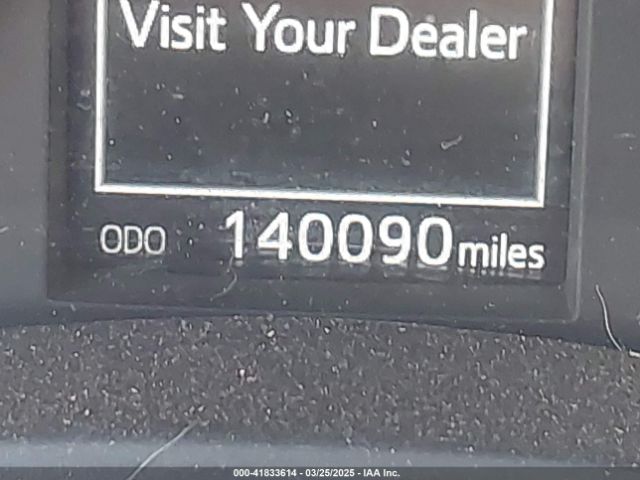 Visit Your Dealer
ODO 140090 miles
000-41833614 - 03/25/2025 - IAA Inc.